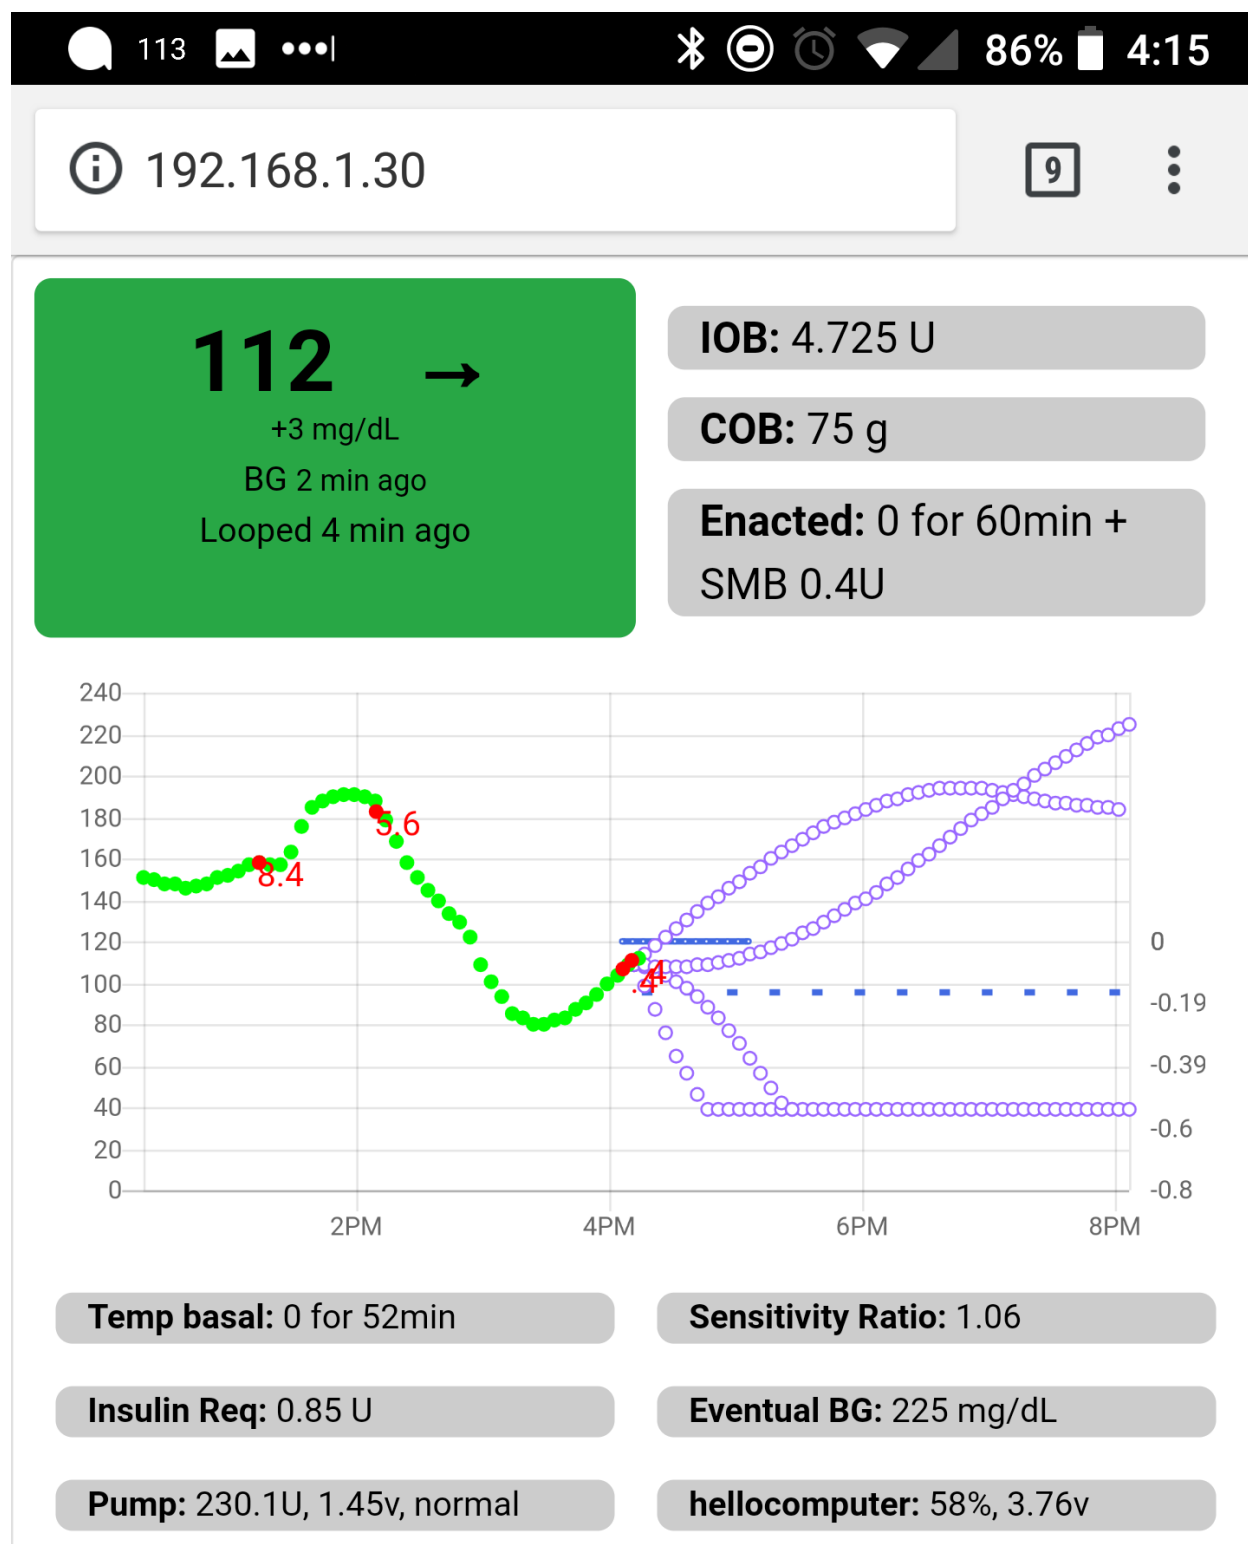 113
86% 4:15
192.168.1.30
9
112 →
+3 mg/dL
BG 2 min ago
Looped 4 min ago
IOB: 4.725 U
COB: 75 g
Enacted: 0 for 60min +
SMB 0.4U
240
220
200
180
160
140
120
100
80
60
40
20
0
8.4
5.6
.4
.4
0
-0.19
-0.39
-0.6
-0.8
2PM
4PM
6PM
8PM
Temp basal: 0 for 52min
Sensitivity Ratio: 1.06
Insulin Req: 0.85 U
Eventual BG: 225 mg/dL
Pump: 230.1U, 1.45v, normal
hellocomputer: 58%, 3.76v